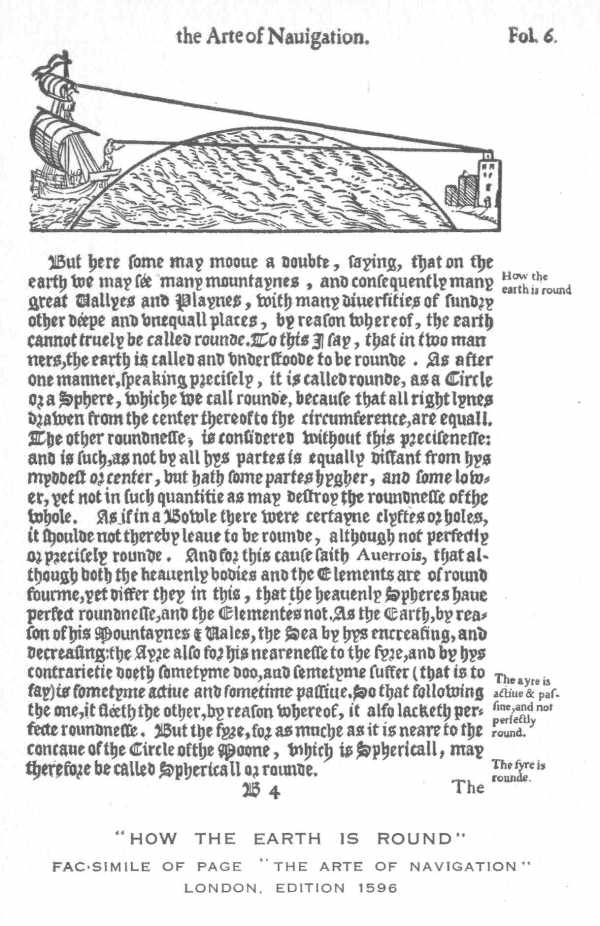 the Arte of Nauigation.
Fol. 6.
But here some may mooue a doubte, saying, that on the
earth we may sée many mountaynes, and consequently many
great Uallyes and Playnes, with many diuersities of sundry
other déepe and vnequall places, by reason whereof, the earth
cannot truely be called rounde. To this I say, that in two man
ners, the earth is called and vnderstoode to be rounde. As after
one manner, speaking precisely, it is called rounde, as a Circle
or a Sphere, whiche we call rounde, because that all right lynes
drawen from the center thereof to the circumference, are equall.
The other roundnesse, is considered without this precisenesse:
and is such, as not by all hys partes is equally distant from hys
myddest or center, but hath some partes hygher, and some low-
er, yet not in such quantitie as may destroy the roundnesse of the
whole. As if in a Bowle there were certayne clyftes or holes,
it shoulde not thereby leaue to be rounde, although not perfectly
or precisely rounde. And for this cause saith Auerrois, that al-
though both the heauenly bodies and the Elements are of round
fourme, yet differ they in this, that the heauenly Spheres haue
perfect roundnesse, and the Elementes not. As the Earth, by rea-
son of his Mountaynes & Uales, the Sea by hys encreasing, and
decreasing: the Ayre also for his nearenesse to the fyre, and by hys
contrarietie doeth sometyme doo, and semetyme suffer (that is to
say) is sometyme actiue and sometime passiue. So that following
the one, it fléeth the other, by reason whereof, it also lacketh per-
fecte roundnesse. But the fyre, for as muche as it is neare to the
concaue of the Circle of the Moone, which is Sphericall, may
therefore be called Sphericall or rounde.
B 4
The
How the
earth is round
The ayre is
actiue & pas-
siue, and not
perfectly
round.
The fyre is
rounde.
"HOW THE EARTH IS ROUND"
FAC·SIMILE OF PAGE "THE ARTE OF NAVIGATION"
LONDON, EDITION 1596